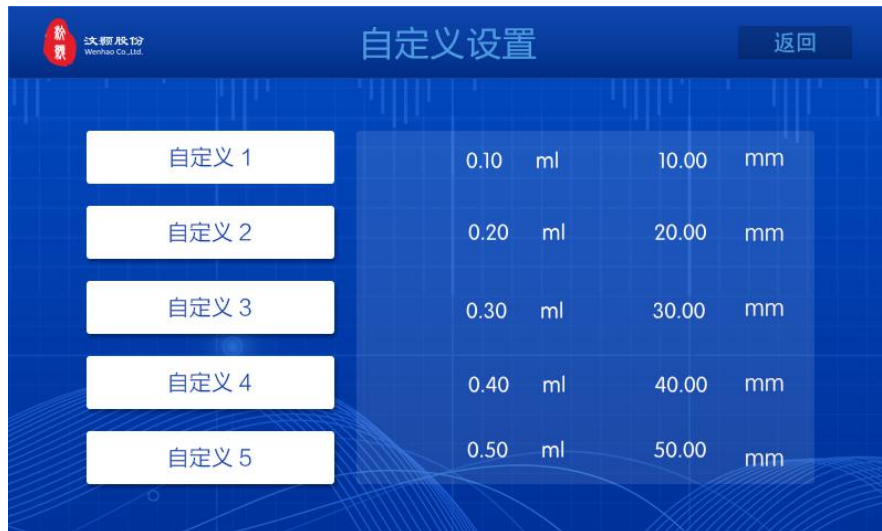 汶颢股份
Wenhao Co.,Ltd.
自定义设置
返回
自定义 1 0.10 ml 10.00 mm
自定义 2 0.20 ml 20.00 mm
自定义 3 0.30 ml 30.00 mm
自定义 4 0.40 ml 40.00 mm
自定义 5 0.50 ml 50.00 mm